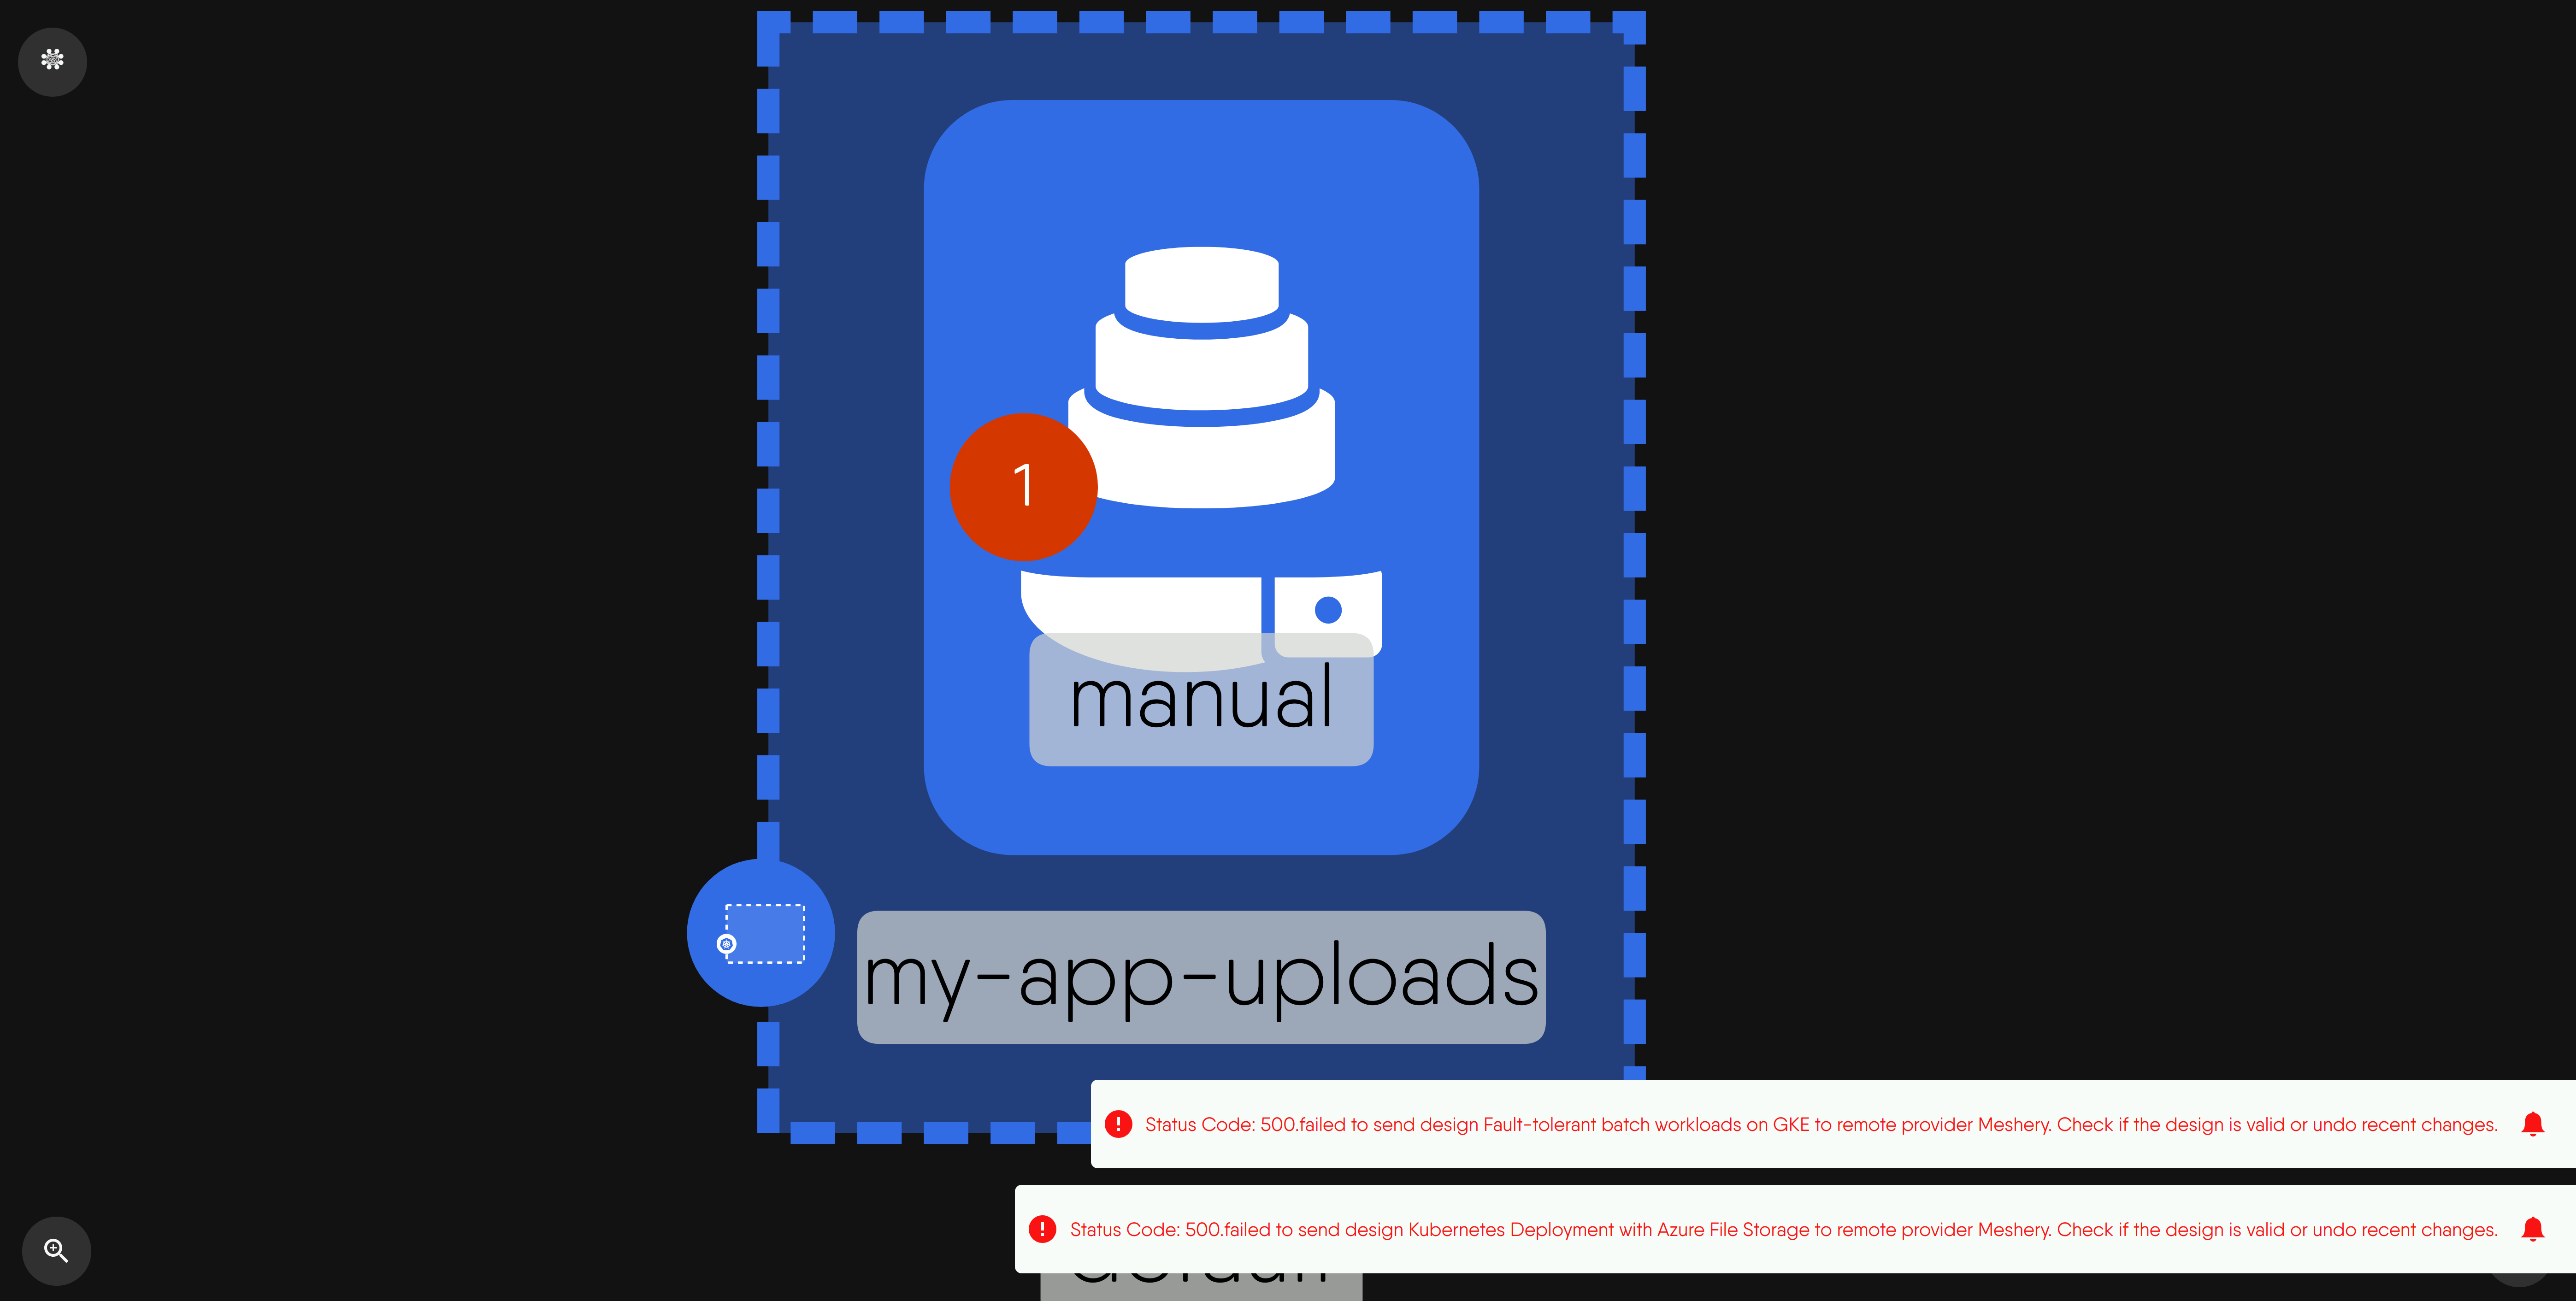 1
manual
my-app-uploads
Status Code: 500.failed to send design Fault-tolerant batch workloads on GKE to remote provider Meshery. Check if the design is valid or undo recent changes.
Status Code: 500.failed to send design Kubernetes Deployment with Azure File Storage to remote provider Meshery. Check if the design is valid or undo recent changes.
default